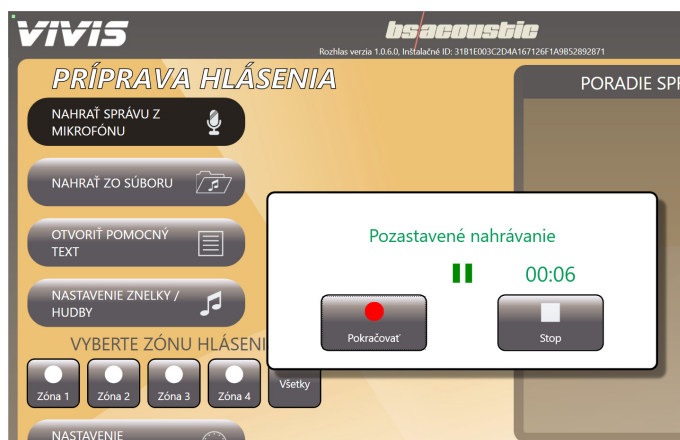 vivis
bsacoustic
Rozhlas verzia 1.0.6.0, Inštalačné ID: 31B1E003C2D4A167126F1A9B52892871
PRÍPRAVA HLÁSENIA
PORADIE SPR
NAHRAŤ SPRÁVU Z
MIKROFÓNU
NAHRAŤ ZO SÚBORU
OTVORIŤ POMOCNÝ
TEXT
NASTAVENIE ZNELKY /
HUDBY
VYBERTE ZÓNU HLÁSENI
Zóna 1
Zóna 2
Zóna 3
Zóna 4
Všetky
NASTAVENIE
Pozastavené nahrávanie
00:06
Pokračovať
Stop